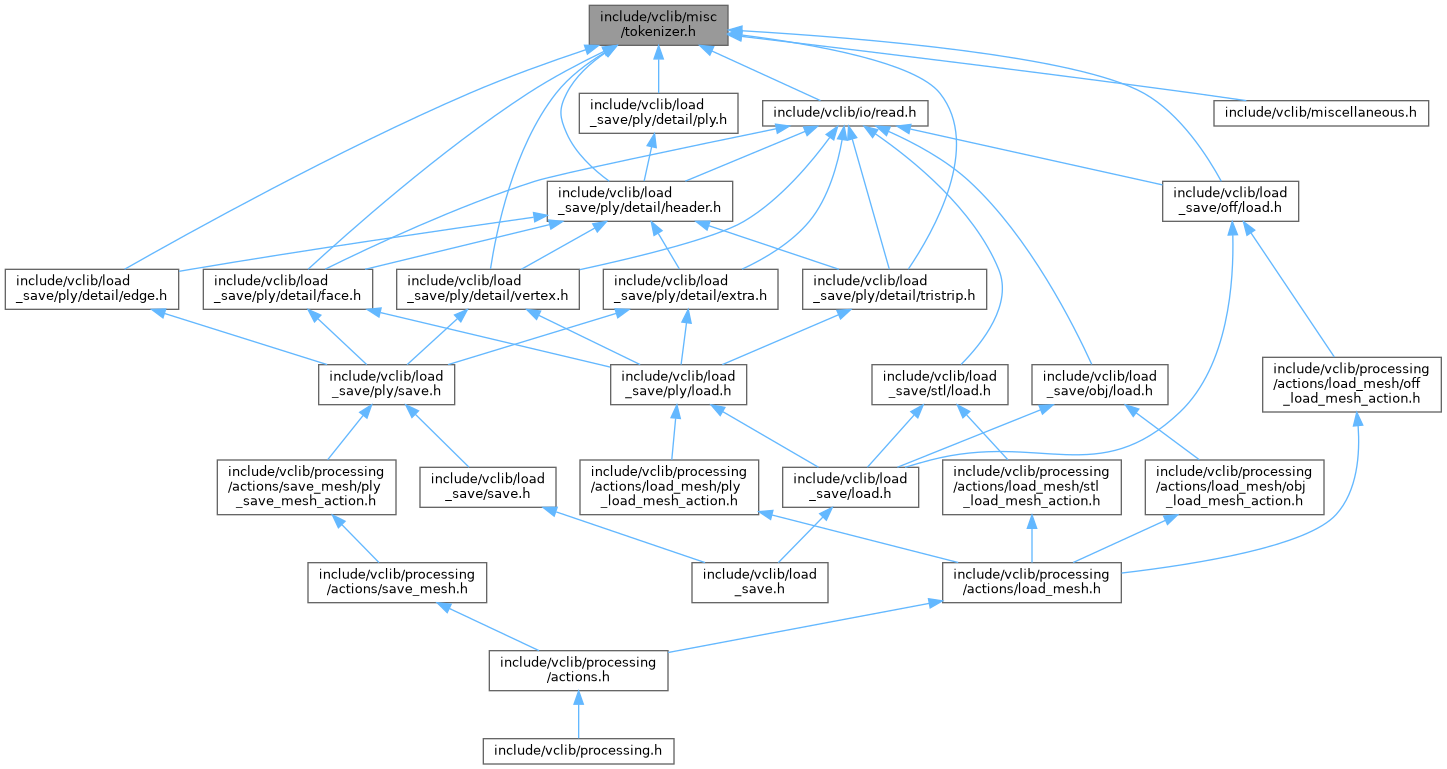 include/vclib/misc
/tokenizer.h
include/vclib/load
_save/ply/detail/ply.h
include/vclib/io/read.h
include/vclib/miscellaneous.h
include/vclib/load
_save/ply/detail/header.h
include/vclib/load
_save/off/load.h
include/vclib/load
_save/ply/detail/edge.h
include/vclib/load
_save/ply/detail/face.h
include/vclib/load
_save/ply/detail/vertex.h
include/vclib/load
_save/ply/detail/extra.h
include/vclib/load
_save/ply/detail/tristrip.h
include/vclib/load
_save/ply/save.h
include/vclib/load
_save/ply/load.h
include/vclib/load
_save/stl/load.h
include/vclib/load
_save/obj/load.h
include/vclib/processing
/actions/load_mesh/off
_load_mesh_action.h
include/vclib/processing
/actions/save_mesh/ply
_save_mesh_action.h
include/vclib/load
_save/save.h
include/vclib/processing
/actions/load_mesh/ply
_load_mesh_action.h
include/vclib/load
_save/load.h
include/vclib/processing
/actions/load_mesh/stl
_load_mesh_action.h
include/vclib/processing
/actions/load_mesh/obj
_load_mesh_action.h
include/vclib/processing
/actions/save_mesh.h
include/vclib/load
_save.h
include/vclib/processing
/actions/load_mesh.h
include/vclib/processing
/actions.h
include/vclib/processing.h